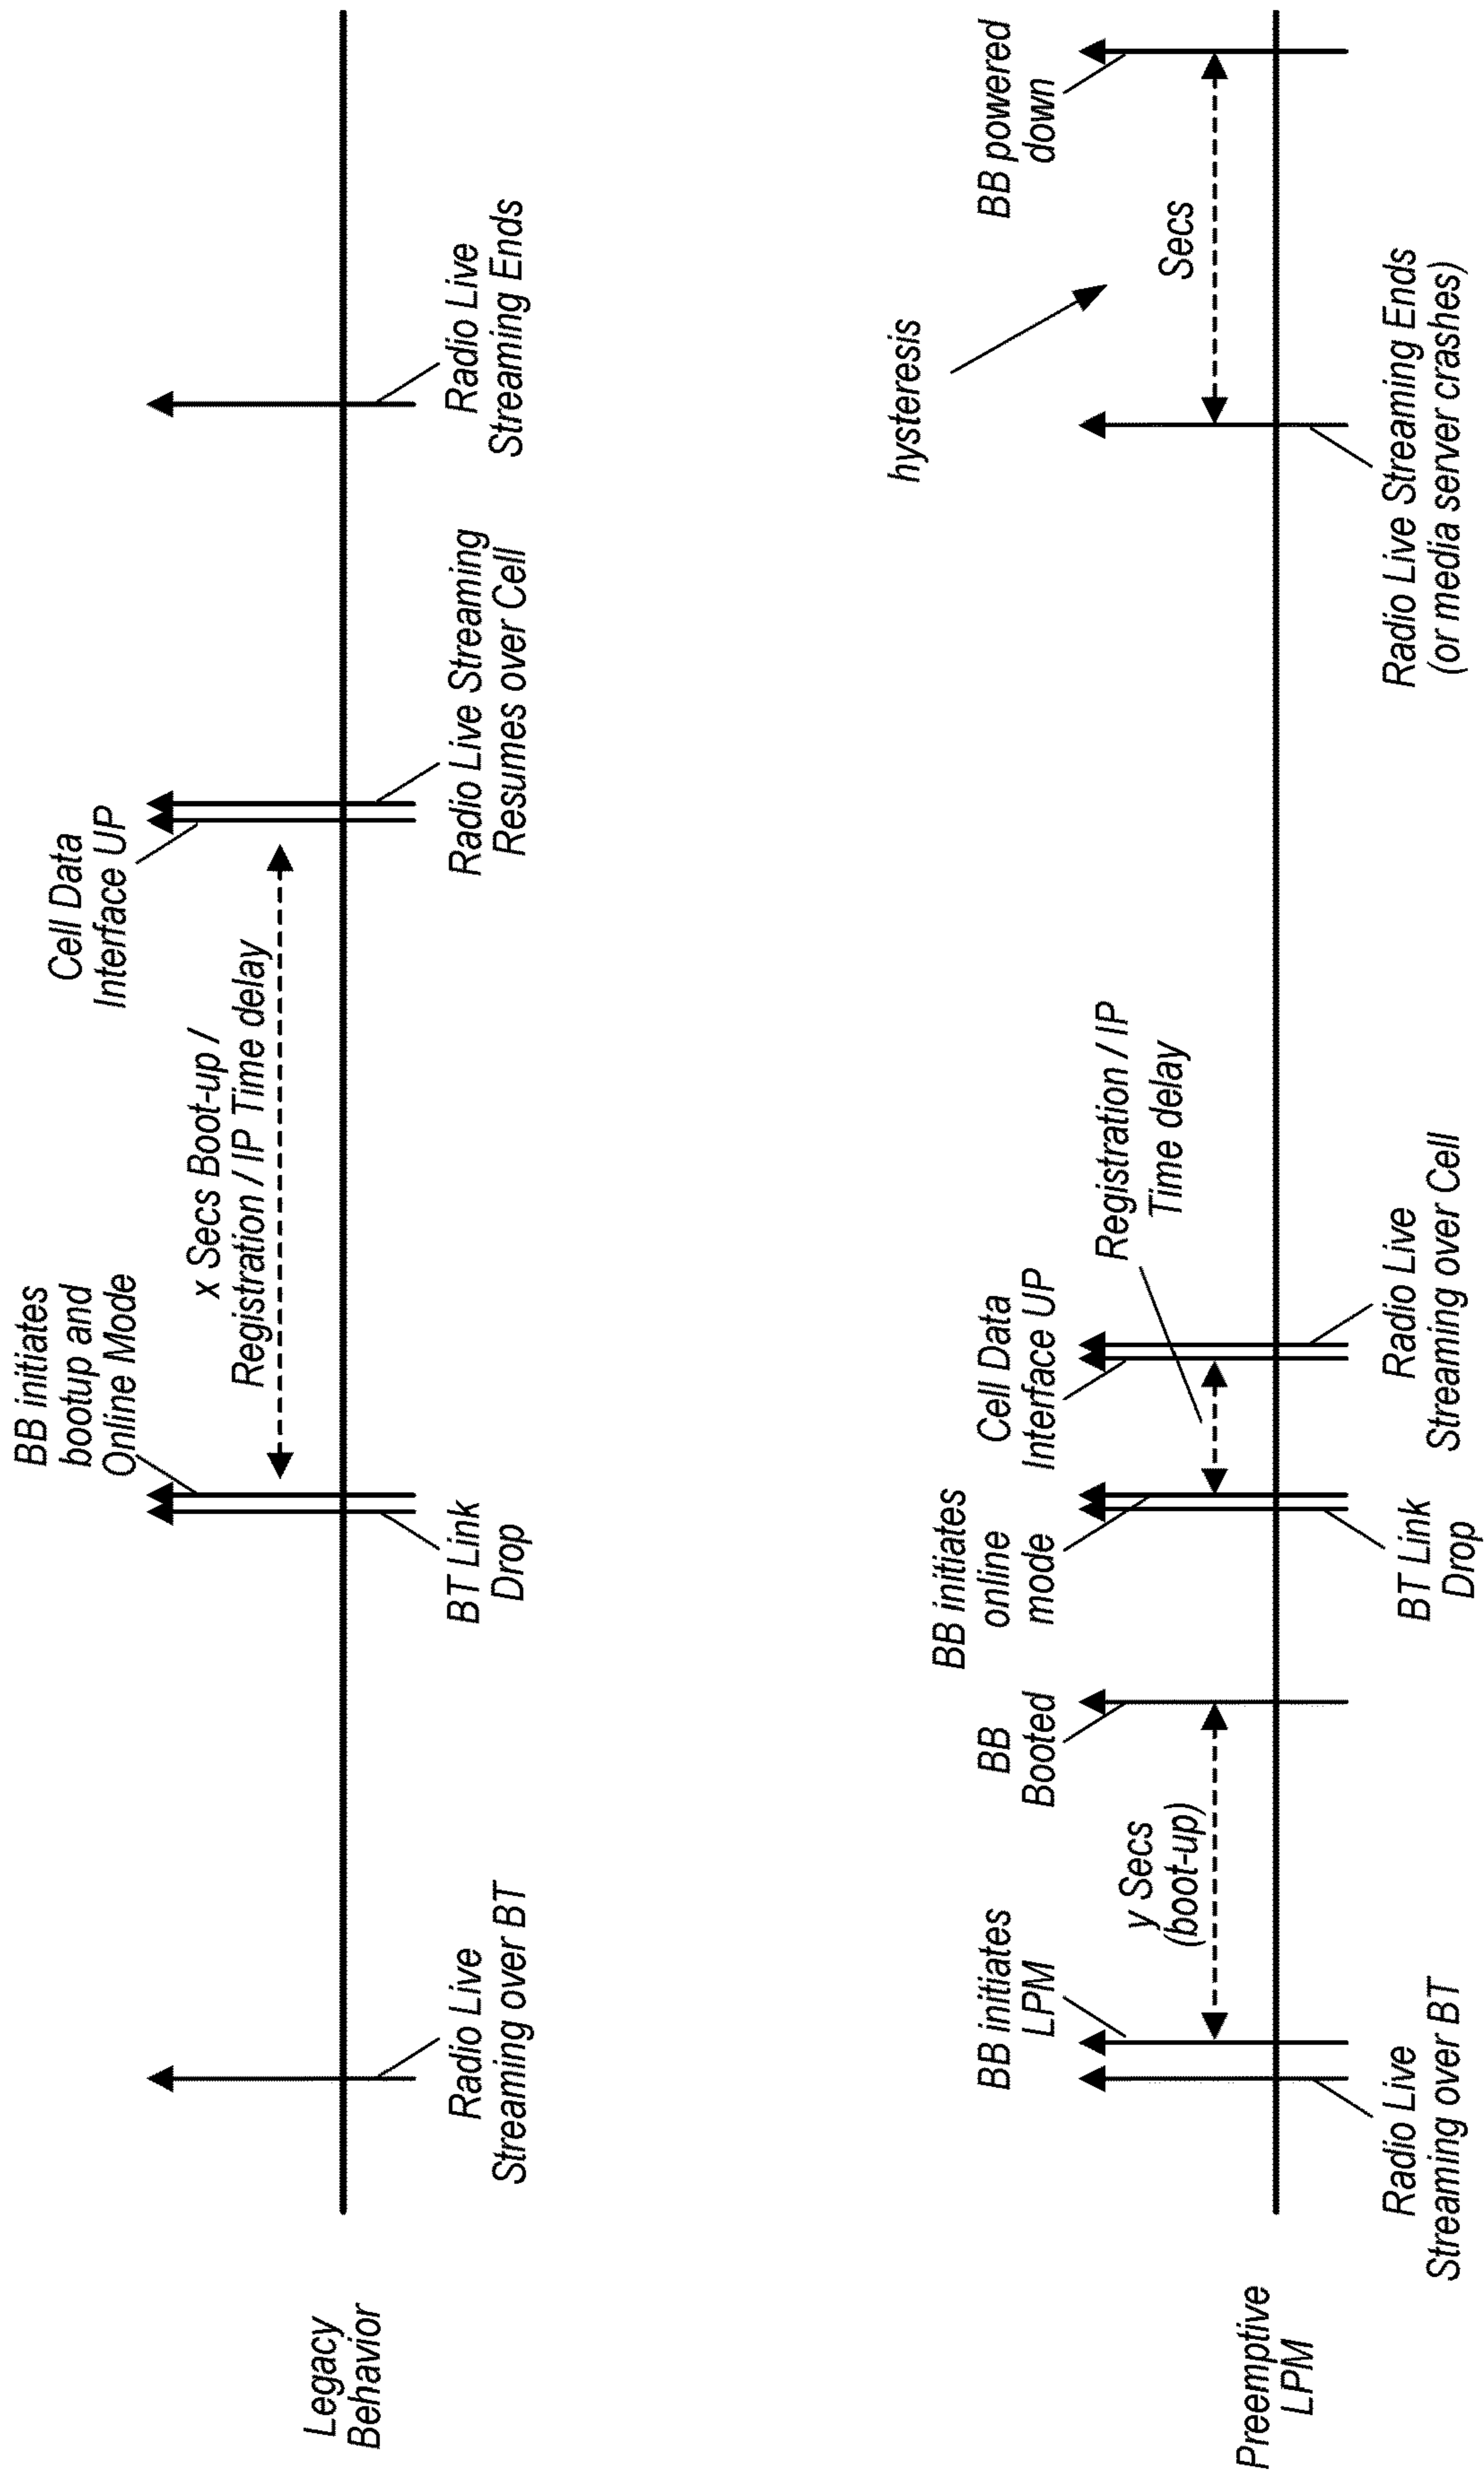 Legacy
Behavior
Radio Live
Streaming over BT
BT Link
Drop
BB initiates
bootup and
Online Mode
x Secs Boot-up /
Registration / IP Time delay
Cell Data
Interface UP
Radio Live Streaming
Resumes over Cell
Radio Live
Streaming Ends
Preemptive
LPM
Radio Live
Streaming over BT
BB initiates
LPM
y Secs
(boot-up)
BB
Booted
BB initiates
online
mode
BT Link
Drop
Cell Data
Interface UP
Registration / IP
Time delay
Radio Live
Streaming over Cell
hysteresis
Radio Live Streaming Ends
(or media server crashes)
Secs
BB powered
down